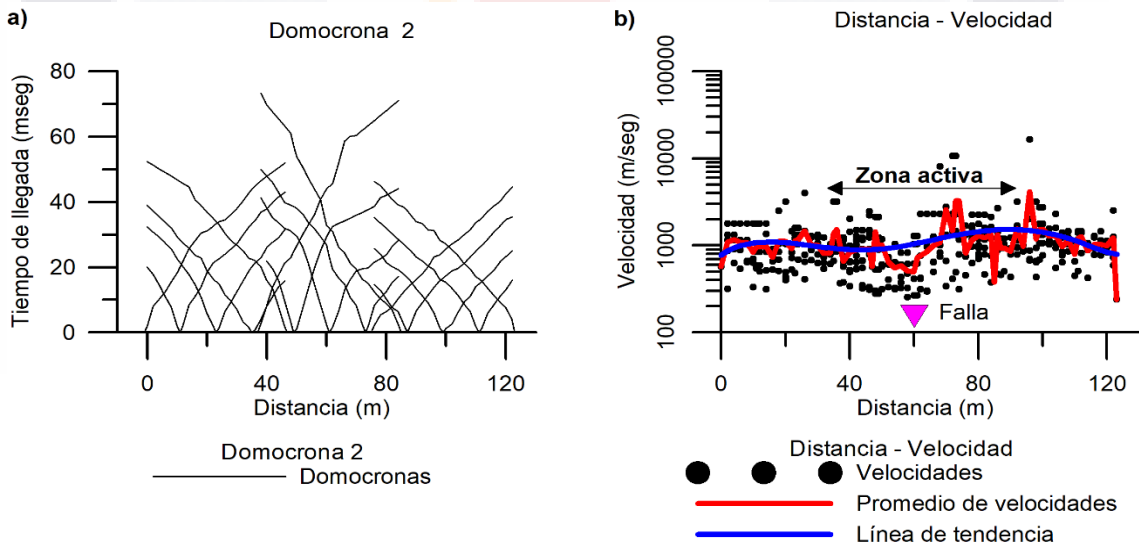 a)
Domocrona 2
Tiempo de llegada (mseg)
80
60
40
20
0
0 40 80 120
Distancia (m)
Domocrona 2
Domocronas
b)
Distancia - Velocidad
Velocidad (m/seg)
100000
10000
1000
100
Zona activa
Falla
0 40 80 120
Distancia (m)
Distancia - Velocidad
Velocidades
Promedio de velocidades
Línea de tendencia